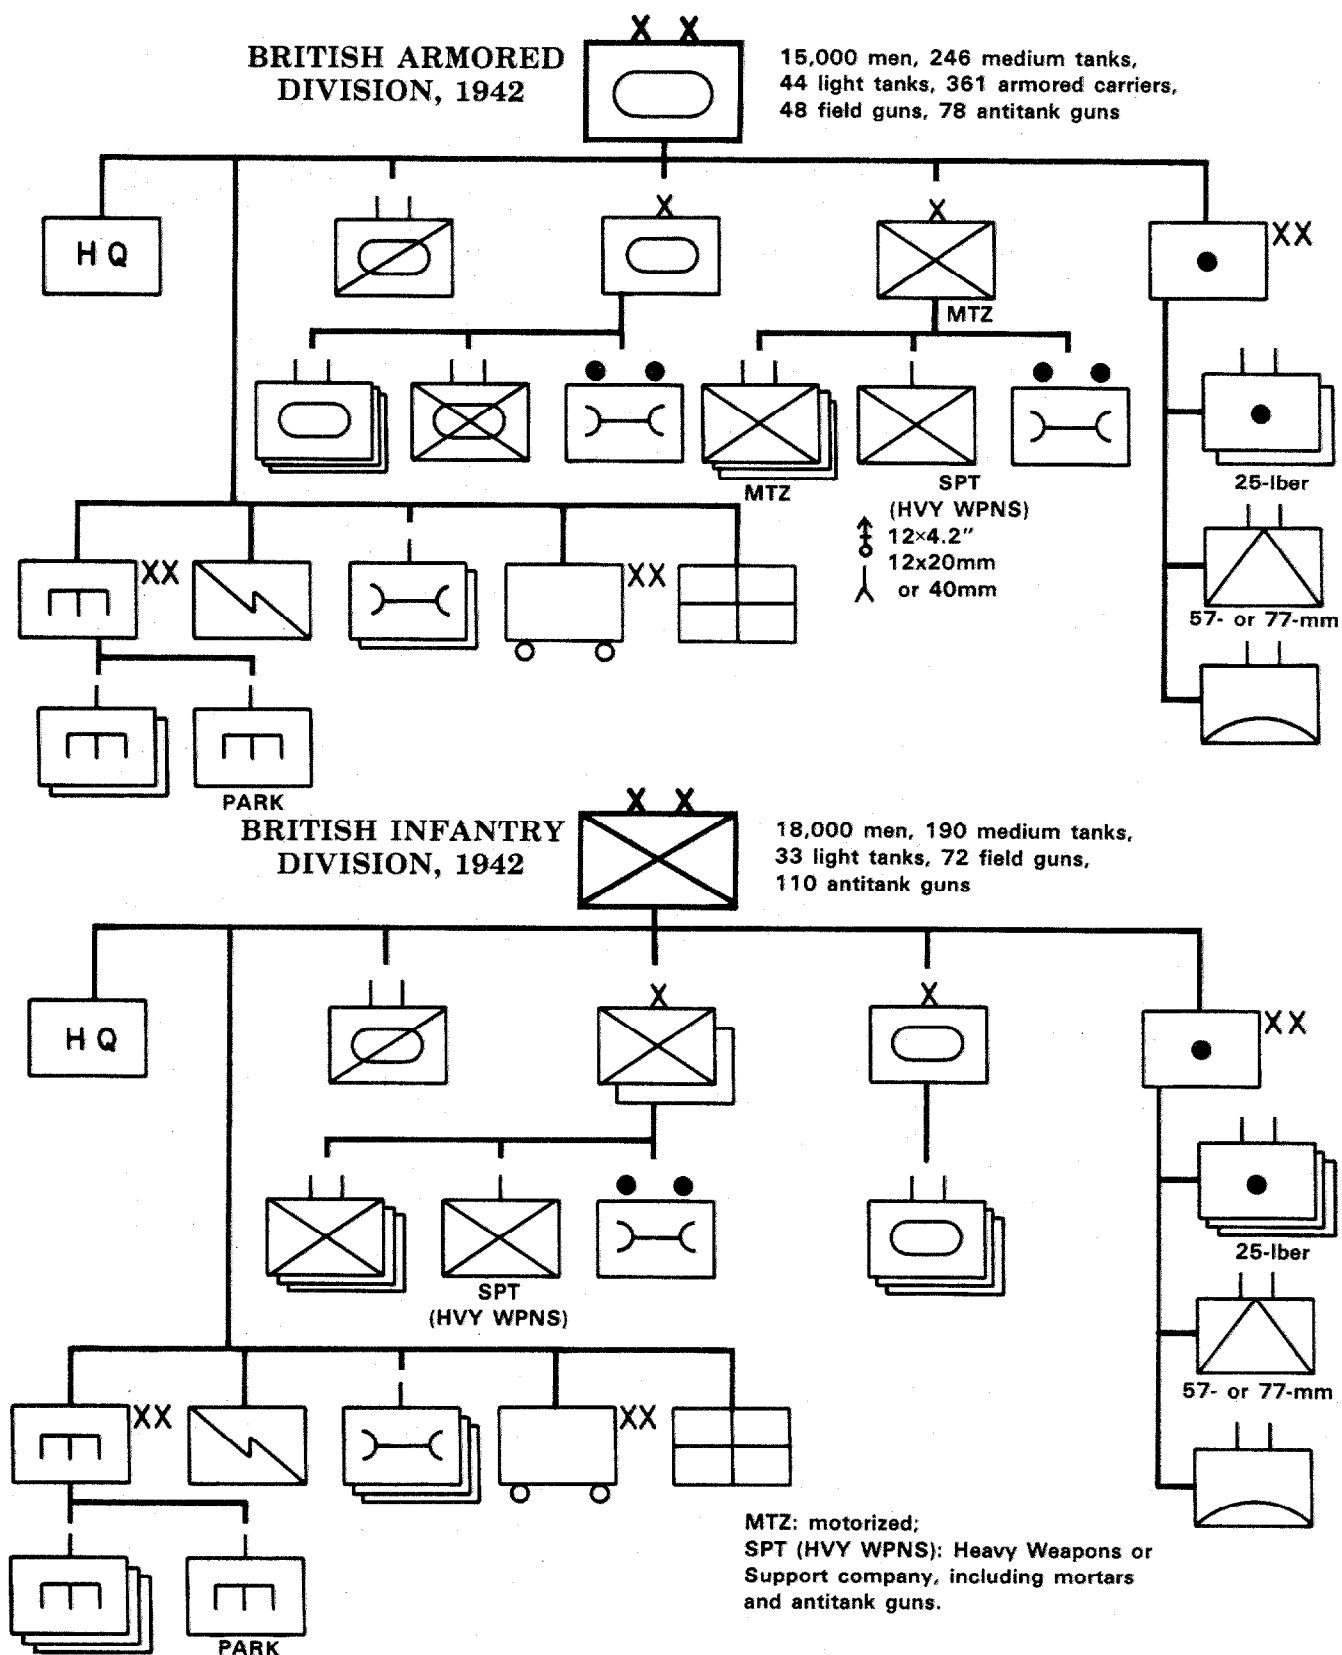 X X
BRITISH ARMORED
DIVISION, 1942
15,000 men, 246 medium tanks,
44 light tanks, 361 armored carriers,
48 field guns, 78 antitank guns
HQ
X
X
XX
MTZ
MTZ
SPT
(HVY WPNS)
12×4.2″
12x20mm
or 40mm
25-lber
57- or 77-mm
XX
XX
PARK
X X
BRITISH INFANTRY
DIVISION, 1942
18,000 men, 190 medium tanks,
33 light tanks, 72 field guns,
110 antitank guns
HQ
X
X
XX
SPT
(HVY WPNS)
25-lber
57- or 77-mm
XX
XX
PARK
MTZ: motorized;
SPT (HVY WPNS): Heavy Weapons or
Support company, including mortars
and antitank guns.